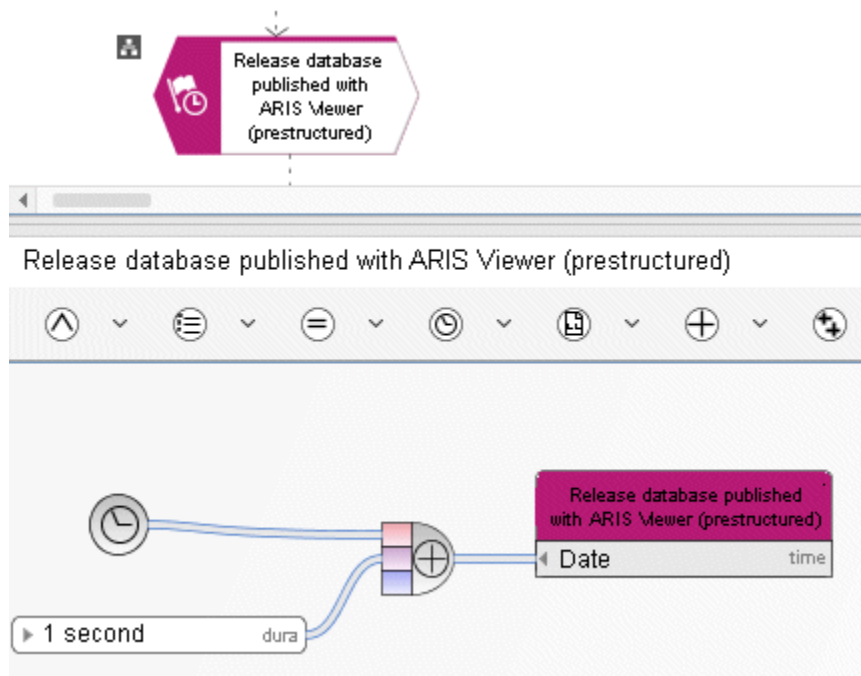 Release database
published with
ARIS Viewer
(prestructured)
Release database published with ARIS Viewer (prestructured)
Release database published
with ARIS Viewer (prestructured)
Date time
1 second dura